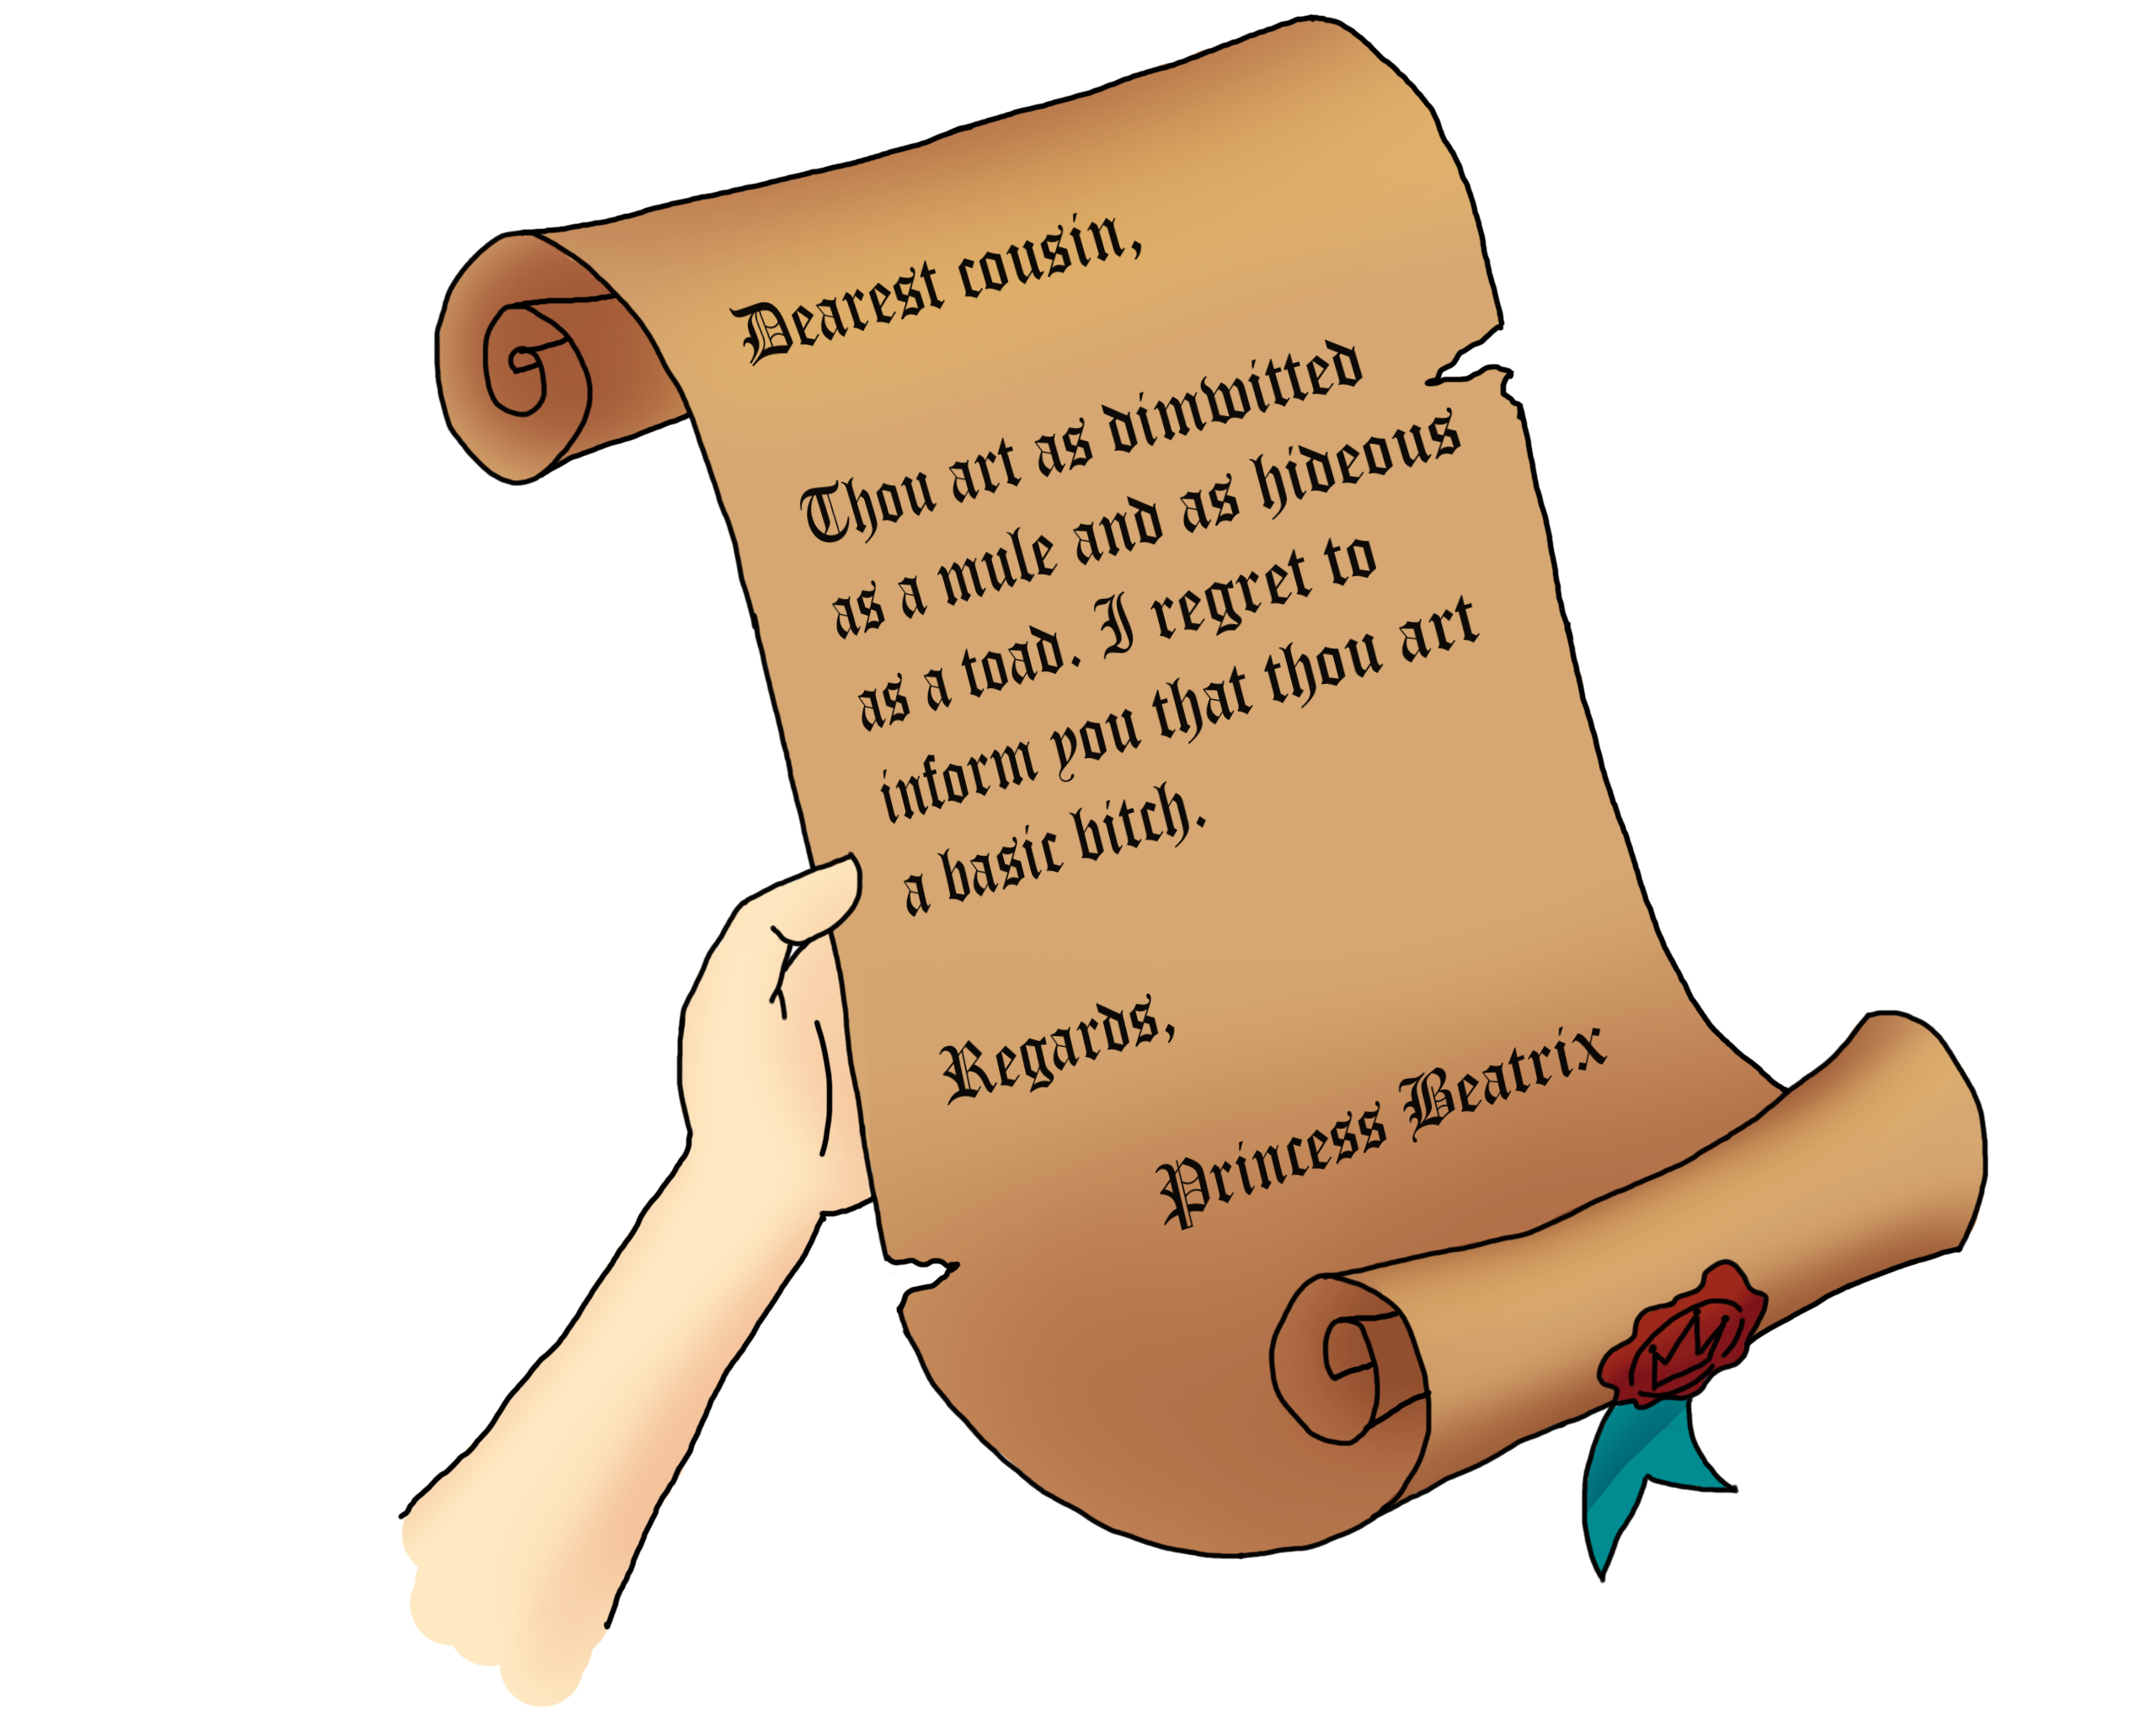 Dearest cousin,
Thou art as dimwitted
as a mule and as hideous
as a toad. I regret to
inform you that thou art
a basic bitch.
Regards,
Princess Beatrix